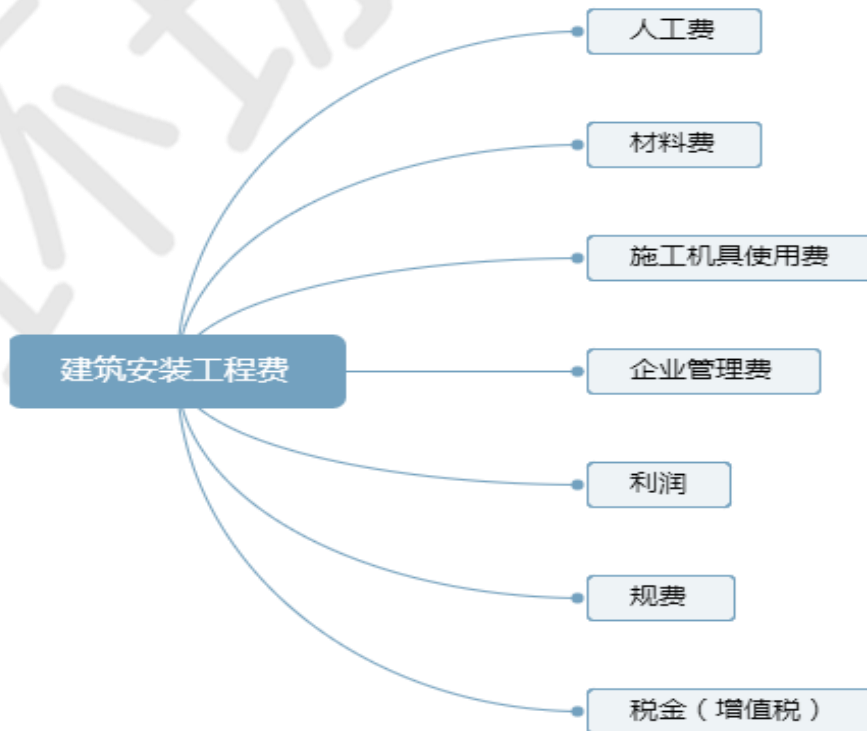 人工费
材料费
施工机具使用费
建筑安装工程费
企业管理费
利润
规费
税金（增值税）